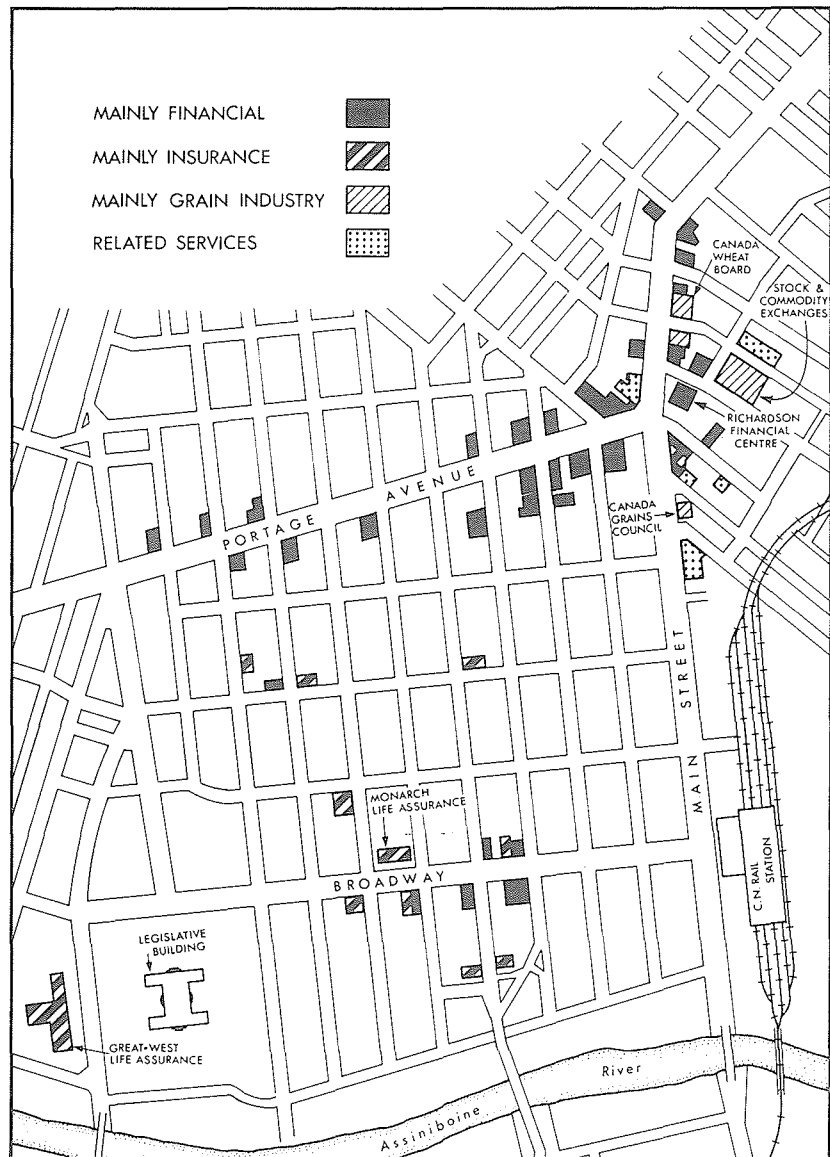 MAINLY FINANCIAL
MAINLY INSURANCE
MAINLY GRAIN INDUSTRY
RELATED SERVICES
CANADA
WHEAT
BOARD
STOCK &
COMMODITY
EXCHANGES
RICHARDSON
FINANCIAL
CENTRE
PORTAGE AVENUE
CANADA
GRAINS
COUNCIL
MAIN STREET
MONARCH
LIFE ASSURANCE
BROADWAY
C.N. RAIL
STATION
LEGISLATIVE
BUILDING
GREAT-WEST
LIFE ASSURANCE
Assiniboine River